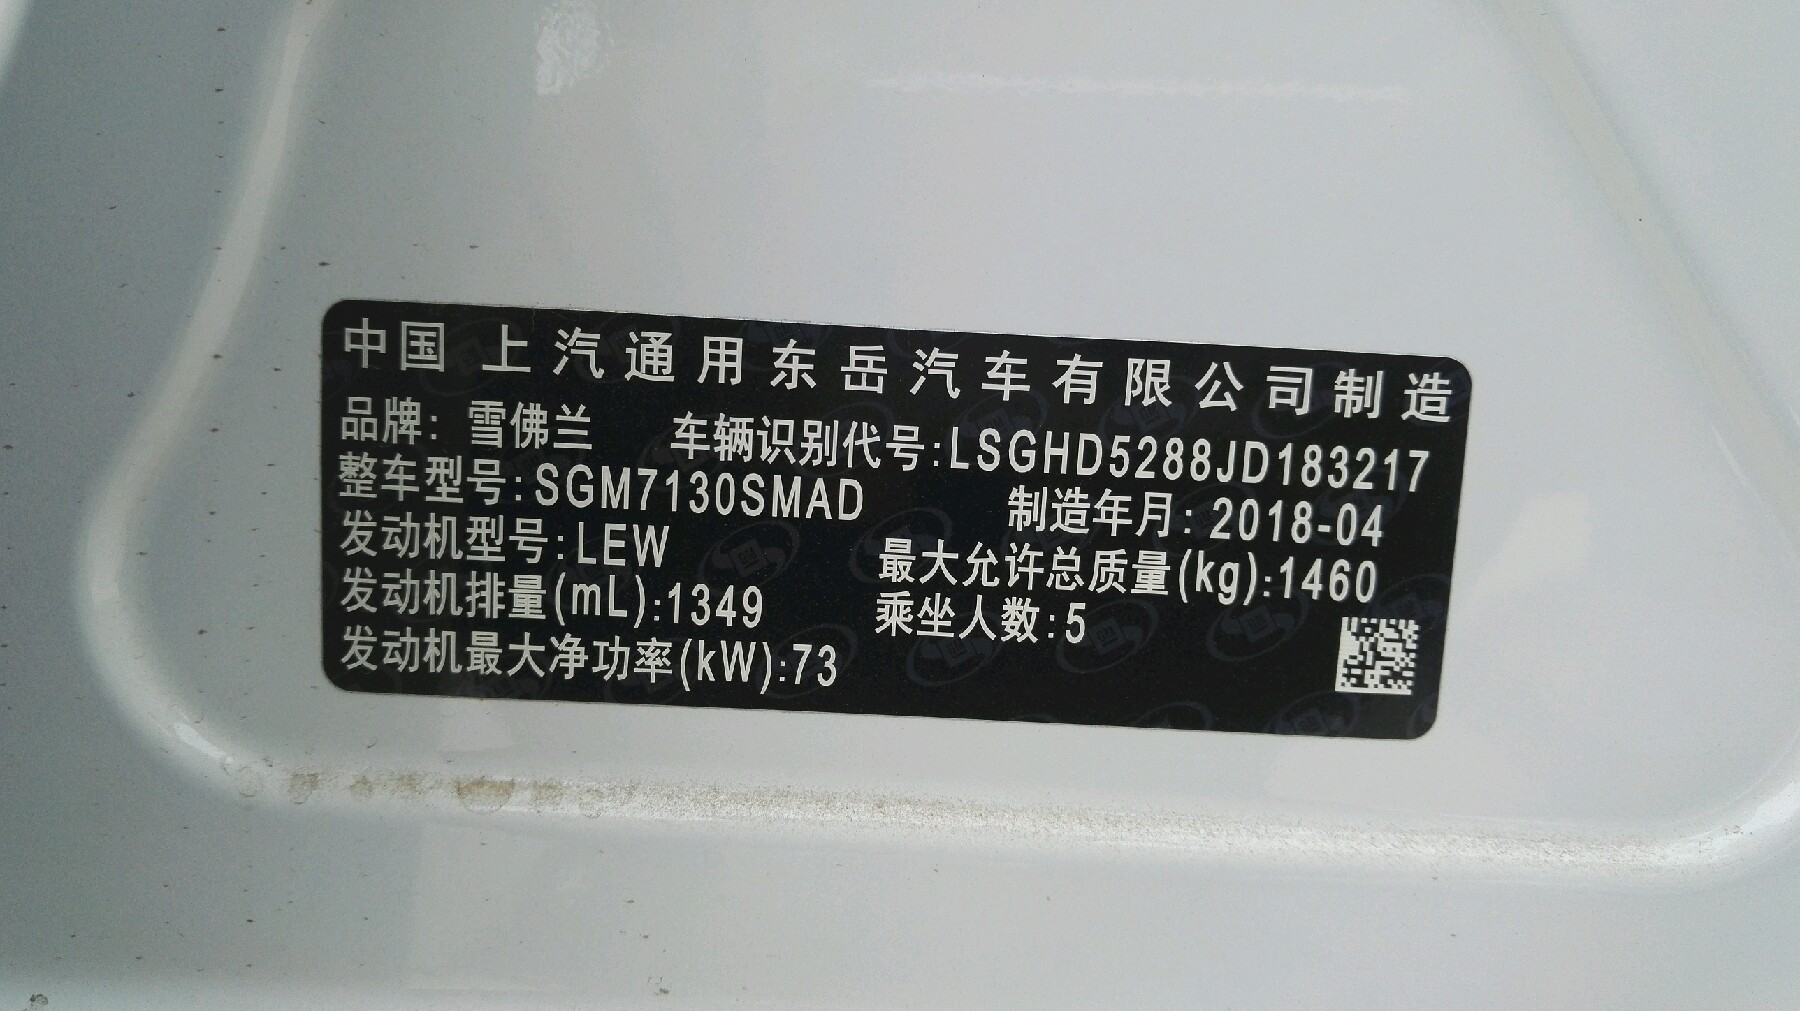 中国 上汽通用东岳汽车有限公司制造
品牌: 雪佛兰 车辆识别代号:LSGHD5288JD183217
整车型号:SGM7130SMAD 制造年月: 2018-04
发动机型号:LEW 最大允许总质量(kg):1460
发动机排量(mL):1349 乘坐人数:5
发动机最大净功率(kW):73